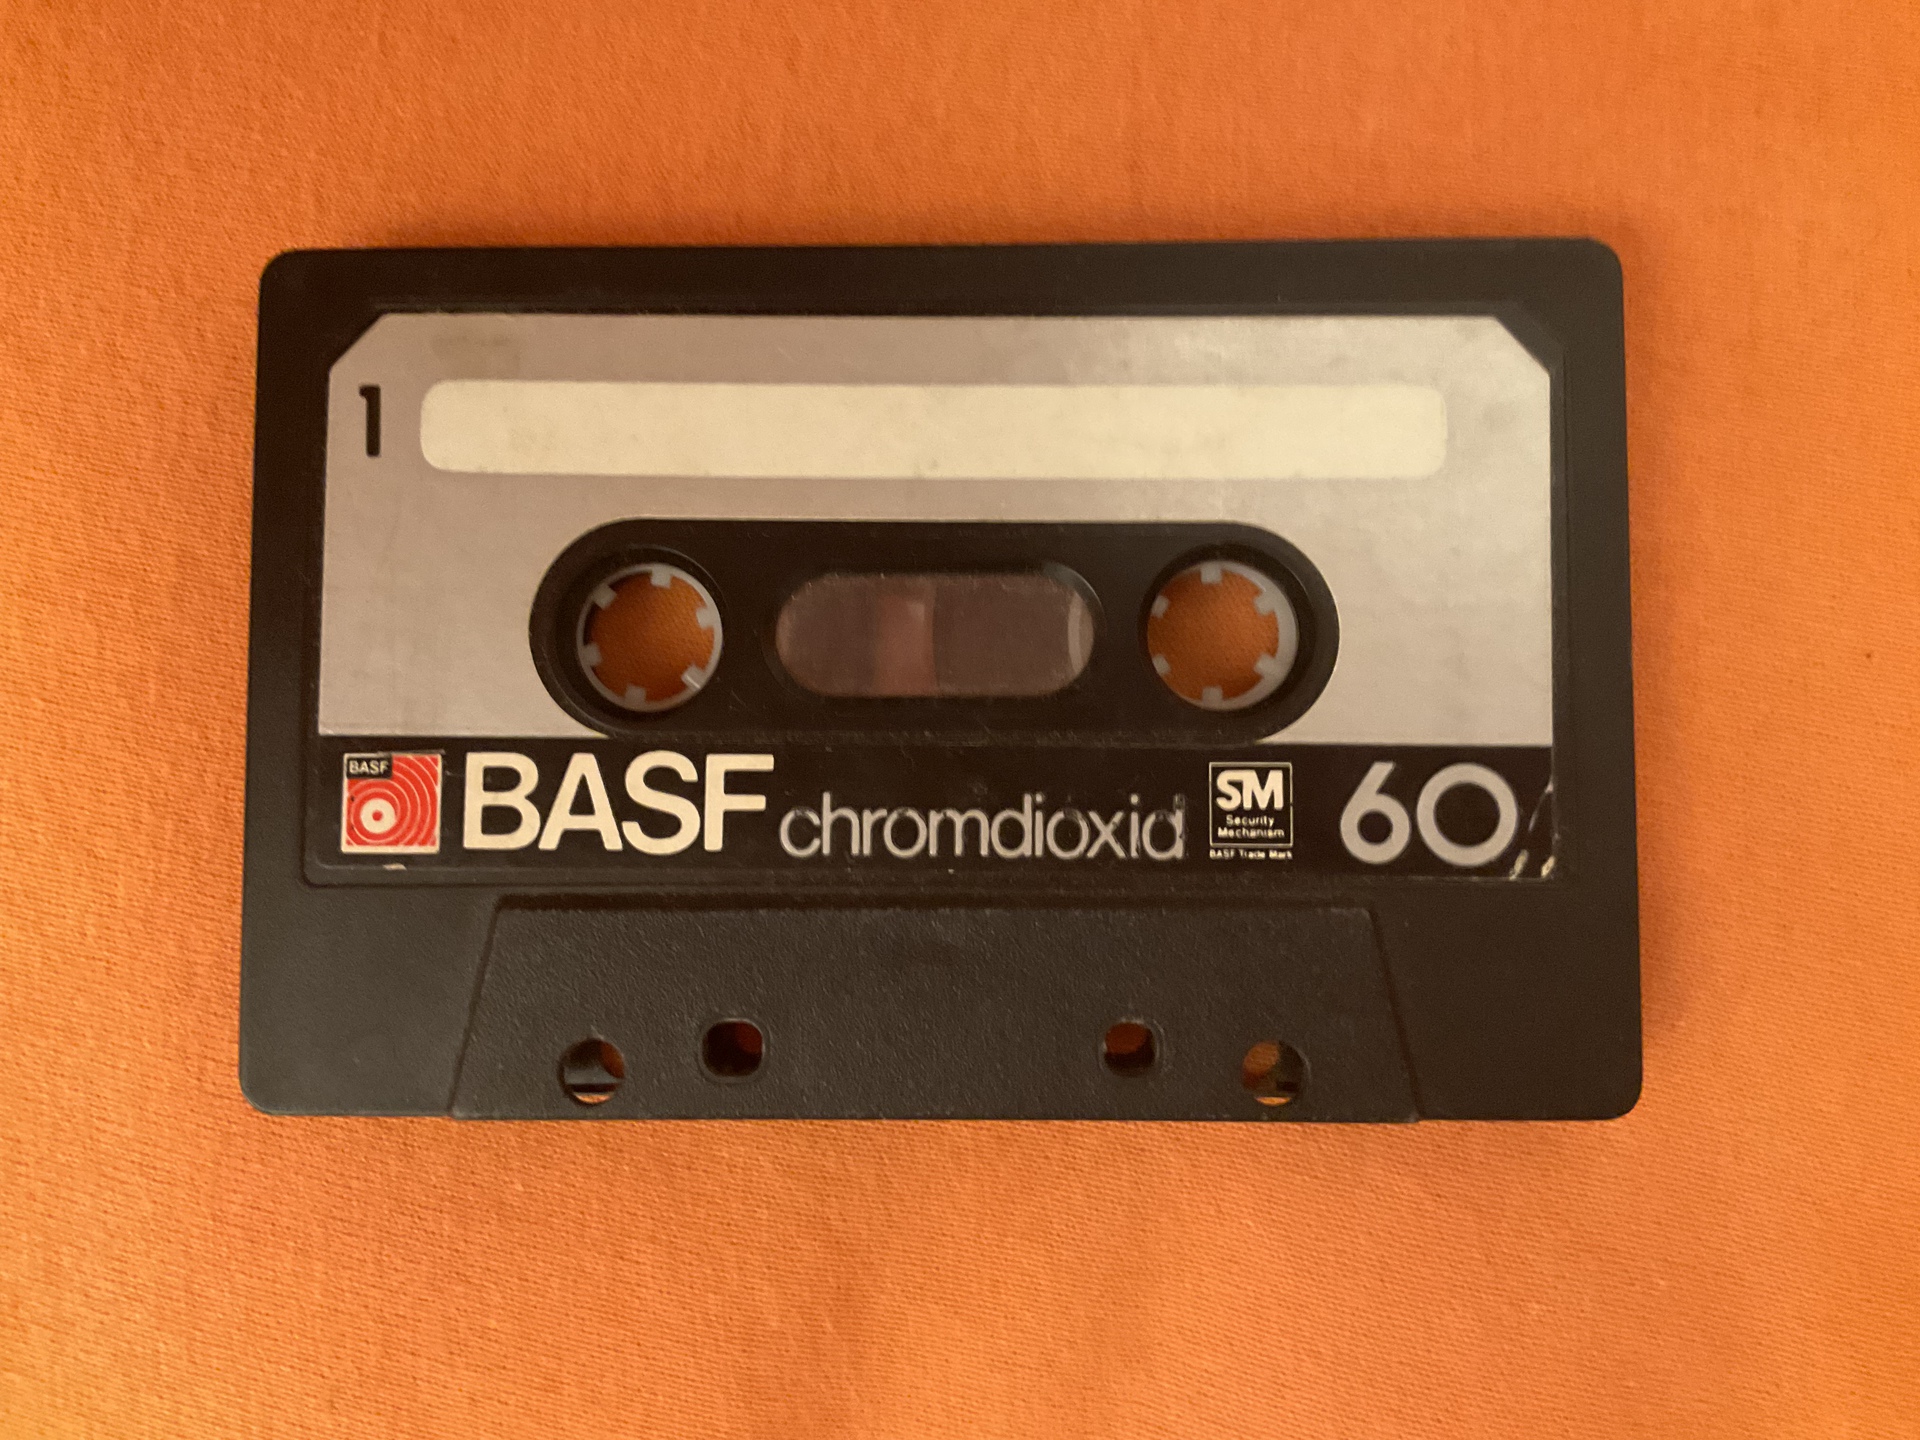 1
BASF
BASF chromdioxid
SM
Security
Mechanism
BASF Trade Mark
60